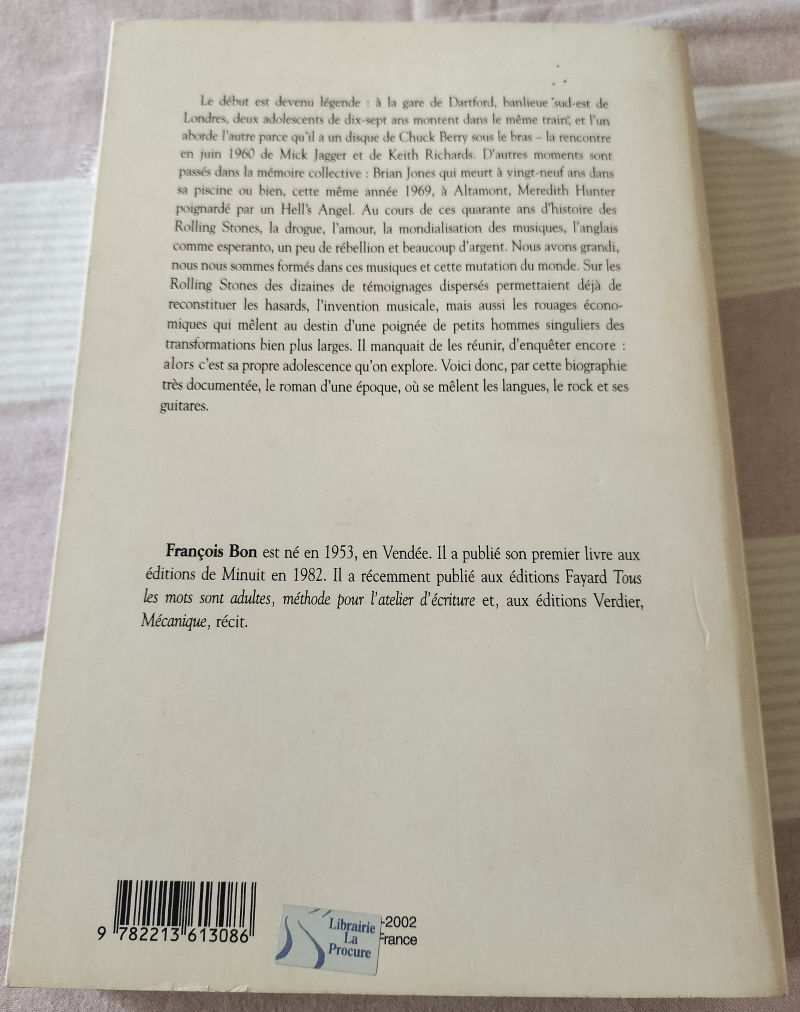 Le début est devenu légende : à la gare de Dartford, banlieue sud-est de
Londres, deux adolescents de dix-sept ans montent dans le même train, et l'un
aborde l'autre parce qu'il a un disque de Chuck Berry sous le bras – la rencontre
en juin 1960 de Mick Jagger et de Keith Richards. D'autres moments sont
passés dans la mémoire collective : Brian Jones qui meurt à vingt-neuf ans dans
sa piscine ou bien, cette même année 1969, à Altamont, Meredith Hunter
poignardé par un Hell's Angel. Au cours de ces quarante ans d'histoire des
Rolling Stones, la drogue, l'amour, la mondialisation des musiques, l'anglais
comme esperanto, un peu de rébellion et beaucoup d'argent. Nous avons grandi,
nous nous sommes formés dans ces musiques et cette mutation du monde. Sur les
Rolling Stones des dizaines de témoignages dispersés permettaient déjà de
reconstituer les hasards, l'invention musicale, mais aussi les rouages écono-
miques qui mêlent au destin d'une poignée de petits hommes singuliers des
transformations bien plus larges. Il manquait de les réunir, d'enquêter encore :
alors c'est sa propre adolescence qu'on explore. Voici donc, par cette biographie
très documentée, le roman d'une époque, où se mêlent les langues, le rock et ses
guitares.
François Bon est né en 1953, en Vendée. Il a publié son premier livre aux
éditions de Minuit en 1982. Il a récemment publié aux éditions Fayard Tous
les mots sont adultes, méthode pour l'atelier d'écriture et, aux éditions Verdier,
Mécanique, récit.
9 782213 613086
Librairie
La
Procure
-2002
France